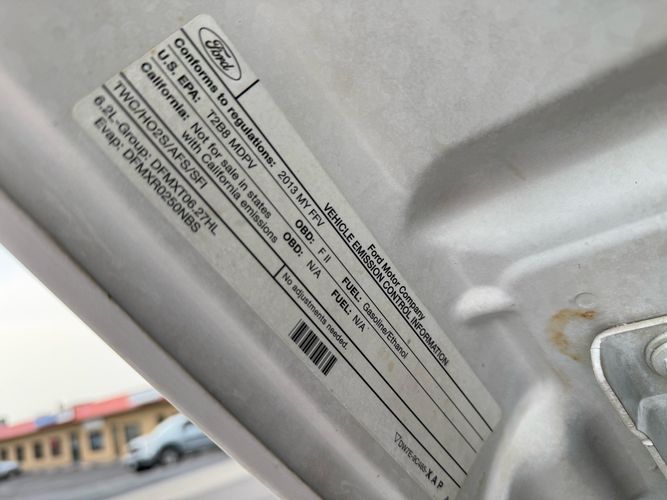 Ford
Ford Motor Company
VEHICLE EMISSION CONTROL INFORMATION
Conforms to regulations: 2013 MY FFV
U.S. EPA: T2B8 MDPV OBD: F II FUEL: Gasoline/Ethanol
California: Not for sale in states with California emissions OBD: N/A FUEL: N/A
TWC/HO2S/AFS/SFI No adjustments needed.
6.2L-Group: DFMXT06.27HL
Evap: DFMXR0250NBS
DW7E-9C485-X A P